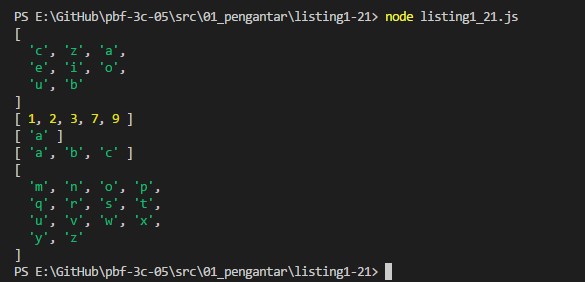 PS E:\GitHub\pbf-3c-05\src\01_pengantar\listing1-21> node listing1_21.js
[
  'c', 'z', 'a',
  'e', 'i', 'o',
  'u', 'b'
]
[ 1, 2, 3, 7, 9 ]
[ 'a' ]
[ 'a', 'b', 'c' ]
[
  'm', 'n', 'o', 'p',
  'q', 'r', 's', 't',
  'u', 'v', 'w', 'x',
  'y', 'z'
]
PS E:\GitHub\pbf-3c-05\src\01_pengantar\listing1-21>